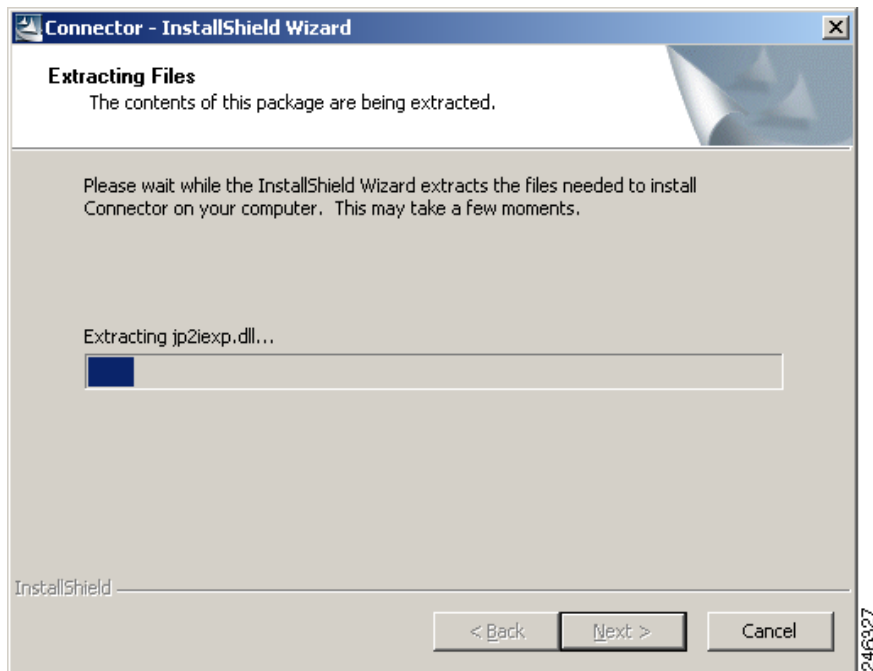 Connector - InstallShield Wizard
Extracting Files
The contents of this package are being extracted.
Please wait while the InstallShield Wizard extracts the files needed to install
Connector on your computer.  This may take a few moments.
Extracting jp2iexp.dll...
InstallShield
< Back
Next >
Cancel
246327